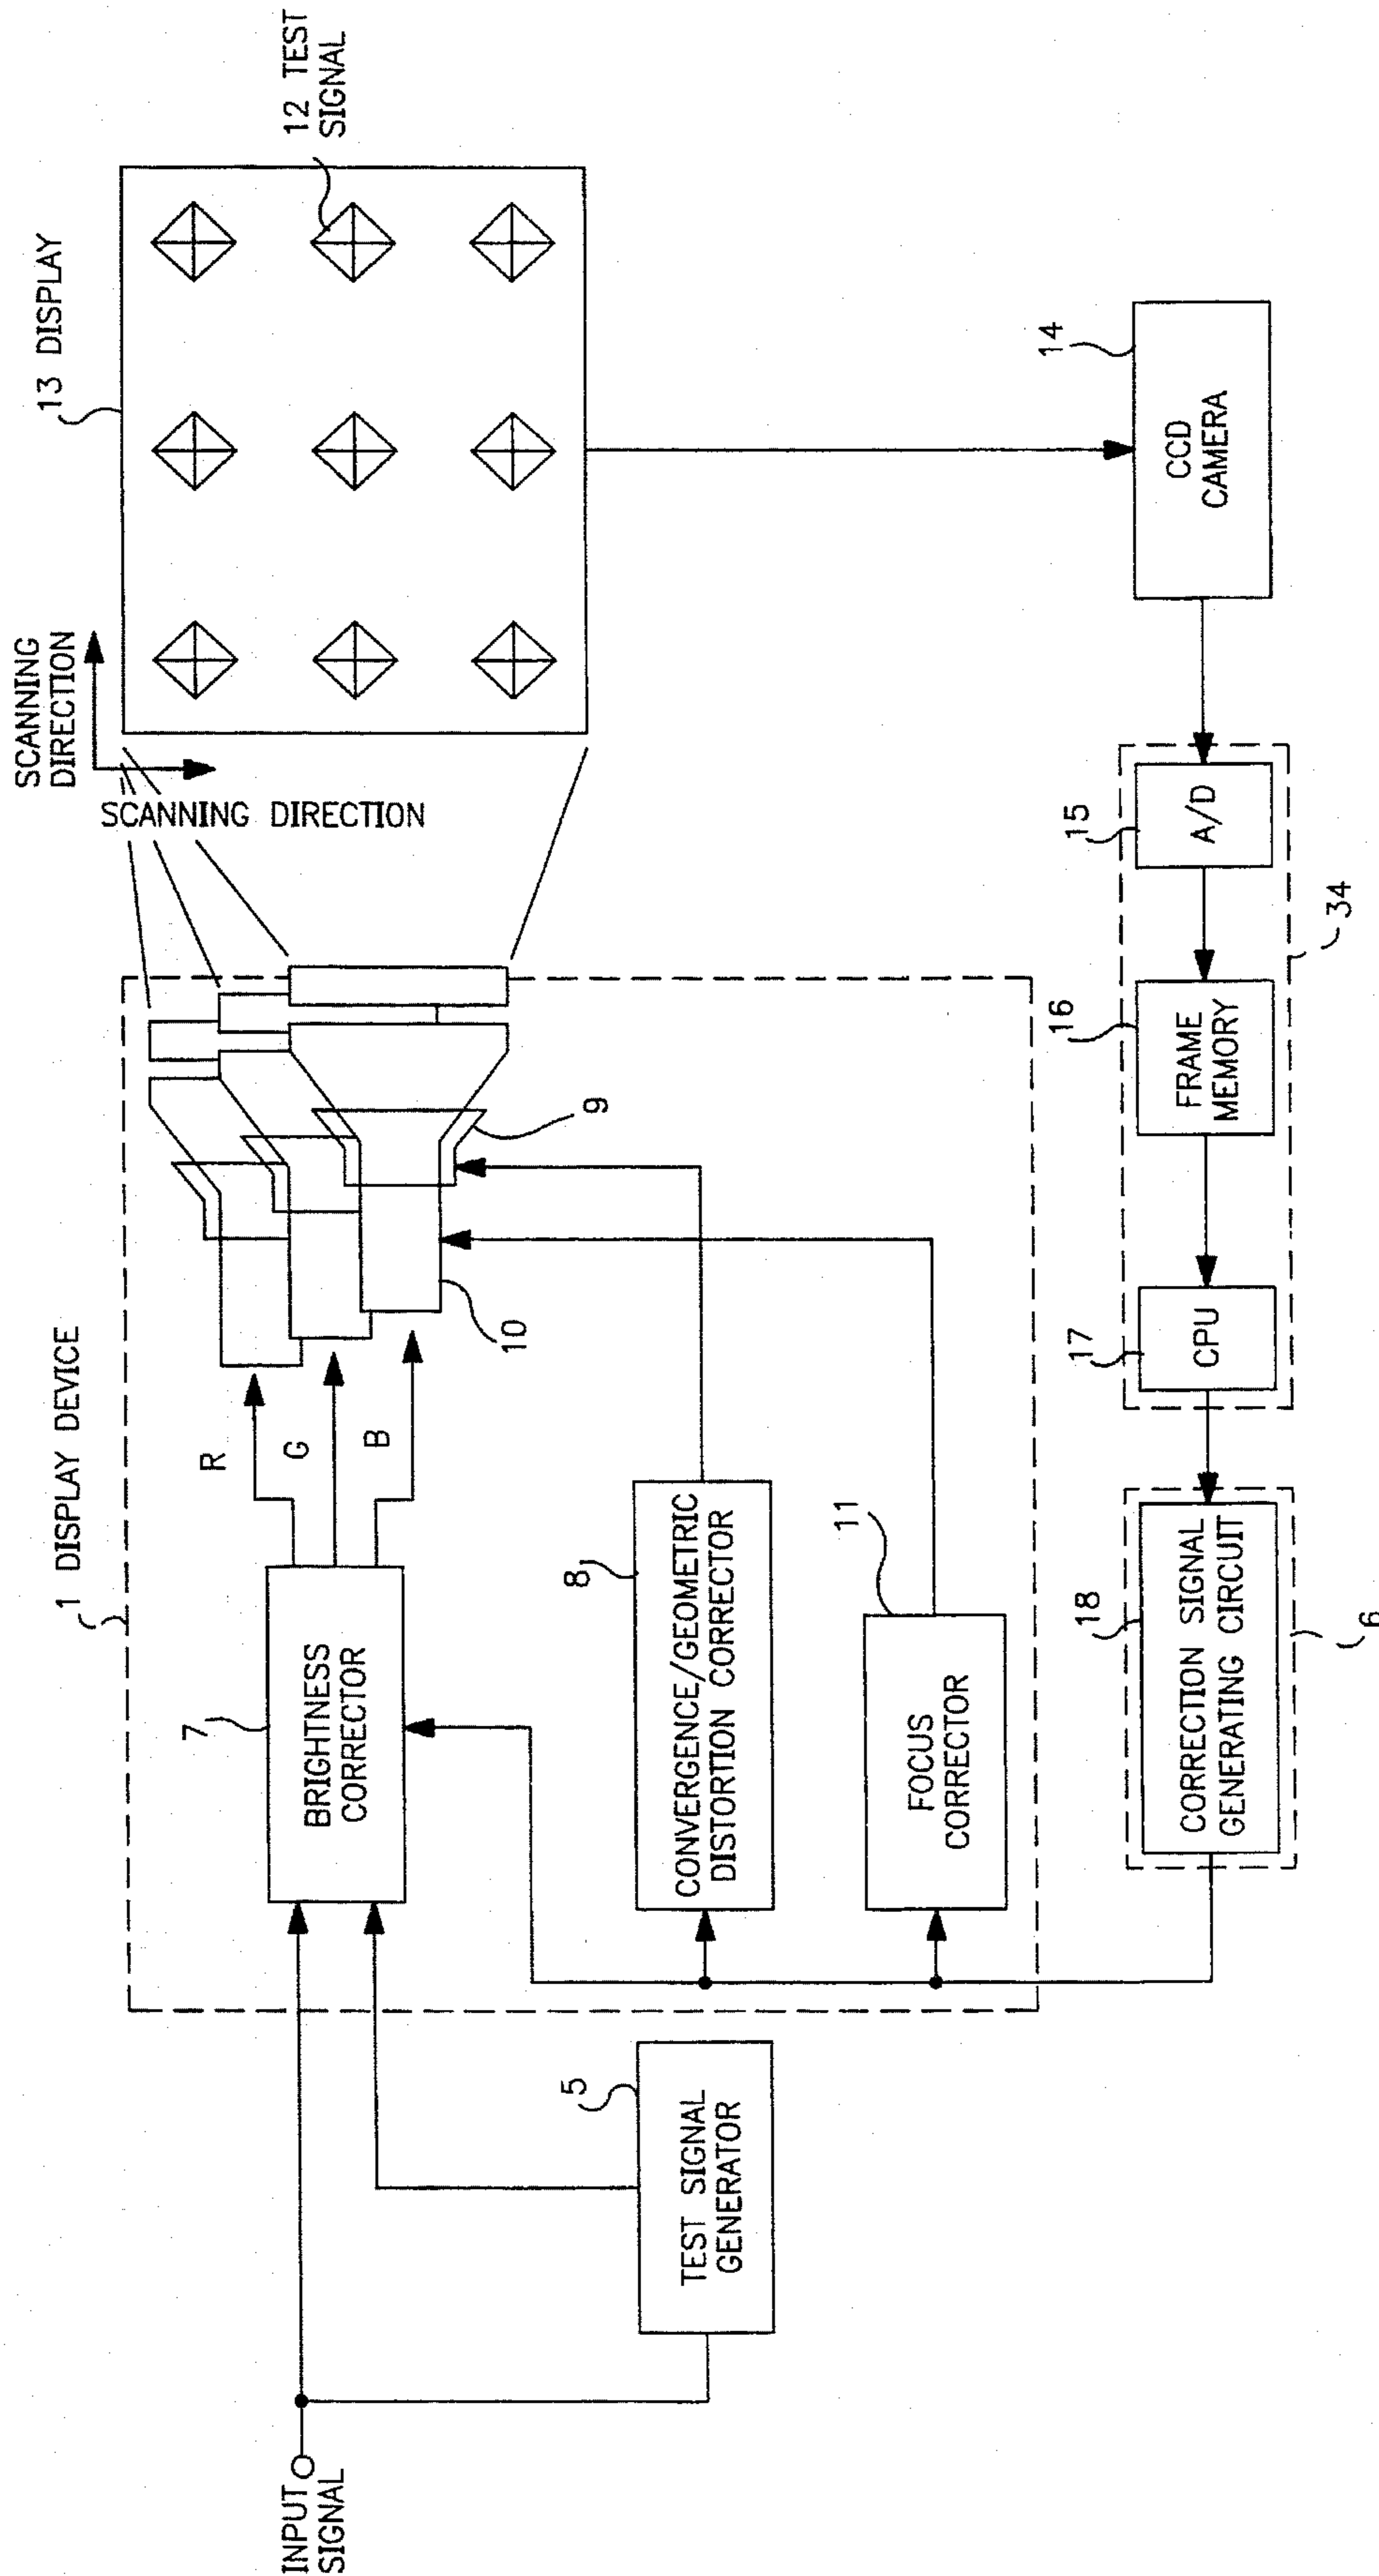 SCANNING
DIRECTION
13 DISPLAY
12 TEST
SIGNAL
SCANNING DIRECTION
1 DISPLAY DEVICE
INPUT
SIGNAL
7
BRIGHTNESS
CORRECTOR
R
G
B
9
10
5
TEST SIGNAL
GENERATOR
8
CONVERGENCE/GEOMETRIC
DISTORTION CORRECTOR
11
FOCUS
CORRECTOR
18
CORRECTION SIGNAL
GENERATING CIRCUIT
6
17
CPU
16
FRAME
MEMORY
15
A/D
34
14
CCD
CAMERA